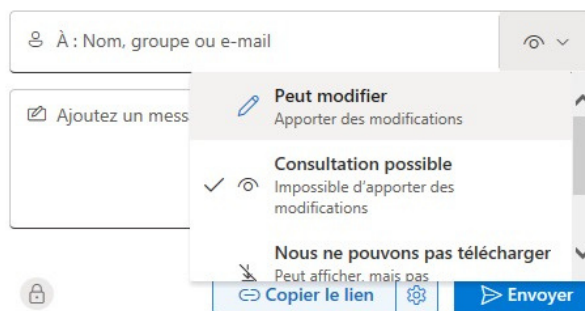 À : Nom, groupe ou e-mail
Peut modifier
Apporter des modifications
Ajoutez un mess
Consultation possible
Impossible d'apporter des
modifications
Nous ne pouvons pas télécharger
Peut afficher, mais pas
Copier le lien
Envoyer